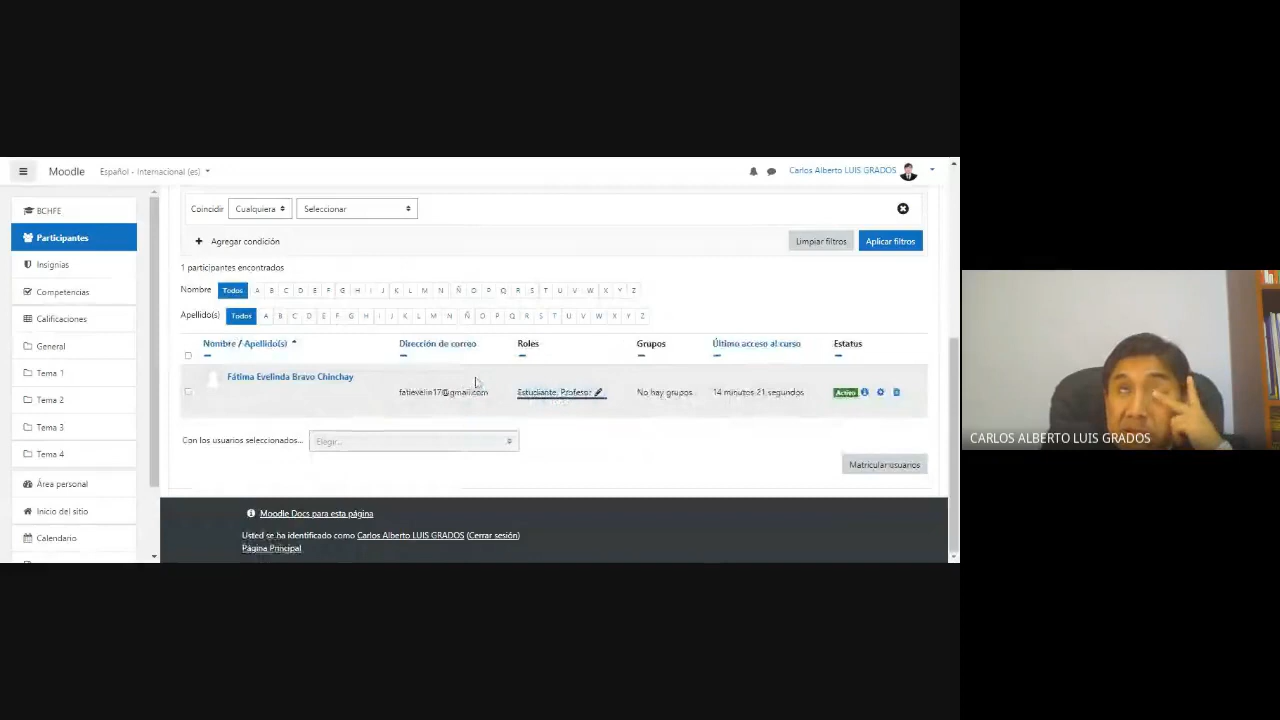 Moodle Español - Internacional (es) Carlos Alberto LUIS GRADOS
BCHFE
Participantes
Insignias
Competencias
Calificaciones
General
Tema 1
Tema 2
Tema 3
Tema 4
Área personal
Inicio del sitio
Calendario
Coincidir Cualquiera Seleccionar
Agregar condición Limpiar filtros Aplicar filtros
1 participantes encontrados
Nombre Todos A B C D E F G H I J K L M N Ñ O P Q R S T U V W X Y Z
Apellido(s) Todos A B C D E F G H I J K L M N Ñ O P Q R S T U V W X Y Z
Nombre / Apellido(s) Dirección de correo Roles Grupos Último acceso al curso Estatus
Fátima Evelinda Bravo Chinchay fatievelin17@gmail.com Estudiante, Profesor No hay grupos 14 minutos 21 segundos Activo
Con los usuarios seleccionados... Elegir...
Matricular usuarios
Moodle Docs para esta página
Usted se ha identificado como Carlos Alberto LUIS GRADOS (Cerrar sesión)
Página Principal
CARLOS ALBERTO LUIS GRADOS